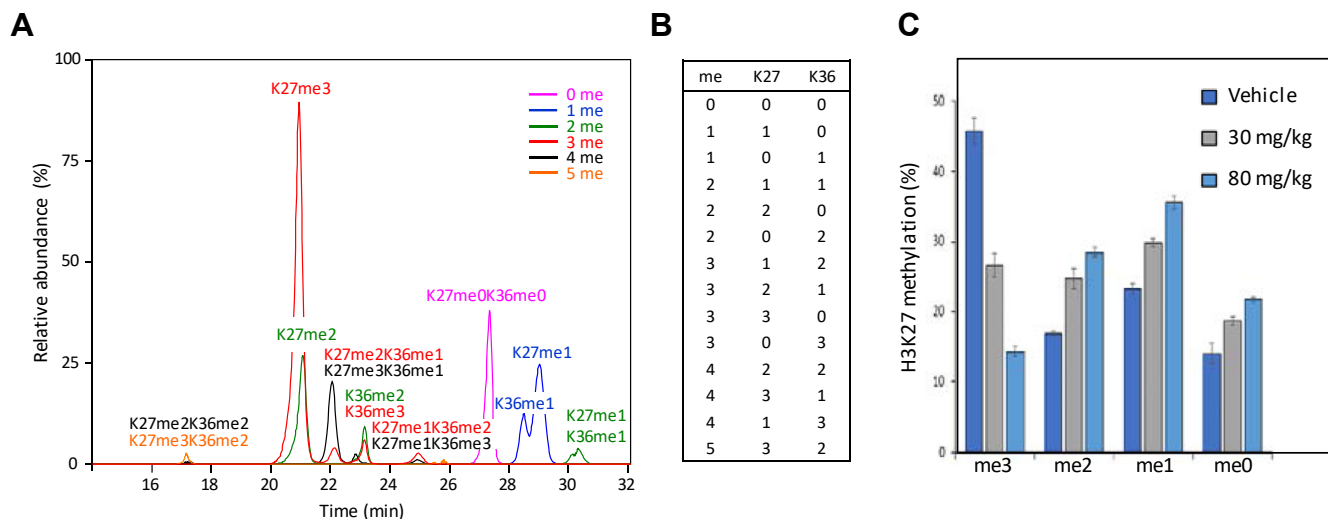 A
100
75
50
25
0
Relative abundance (%)
K27me3
0 me
1 me
2 me
3 me
4 me
5 me
K27me0K36me0
K27me2
K27me2K36me1
K27me3K36me1
K27me1
K36me2
K36me3
K36me1
K27me2K36me2
K27me3K36me2
K27me1K36me2
K27me1K36me3
K27me1
K36me1
16 18 20 22 24 26 28 30 32
Time (min)
B
me K27 K36
0 0 0
1 1 0
1 0 1
2 1 1
2 2 0
2 0 2
3 1 2
3 2 1
3 3 0
3 0 3
4 2 2
4 3 1
4 1 3
5 3 2
C
H3K27 methylation (%)
50
40
30
20
10
0
Vehicle
30 mg/kg
80 mg/kg
me3 me2 me1 me0